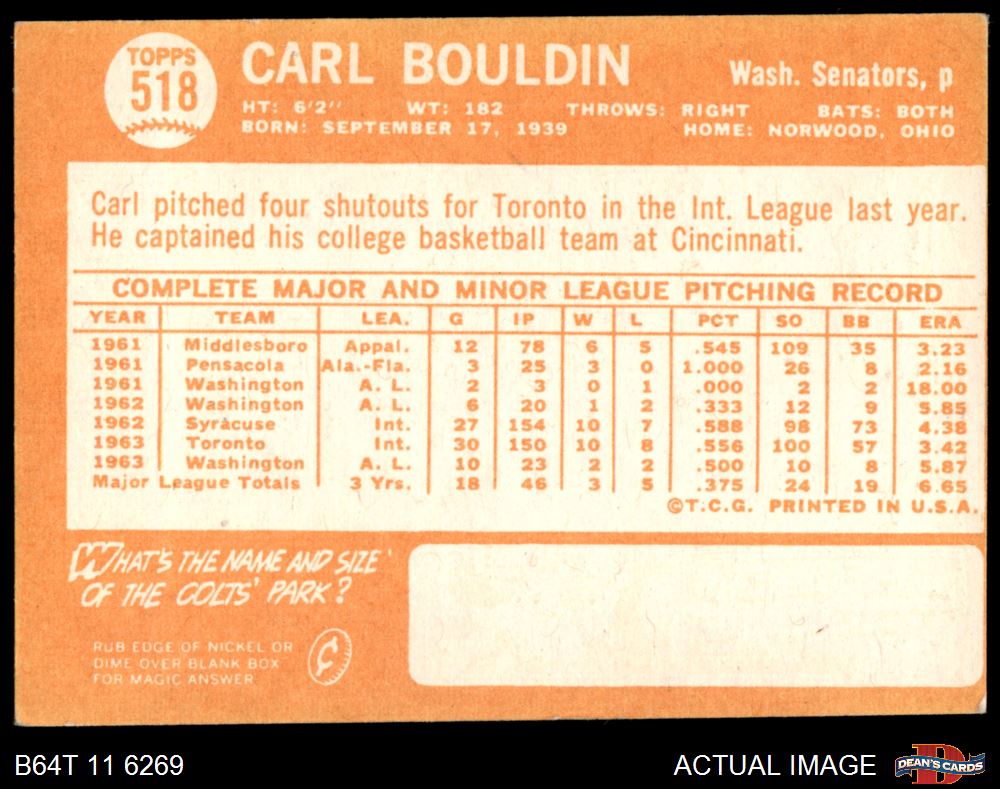 TOPPS
518
CARL BOULDIN
Wash. Senators, p
HT: 6'2" WT: 182 THROWS: RIGHT BATS: BOTH
BORN: SEPTEMBER 17, 1939 HOME: NORWOOD, OHIO
Carl pitched four shutouts for Toronto in the Int. League last year.
He captained his college basketball team at Cincinnati.
COMPLETE MAJOR AND MINOR LEAGUE PITCHING RECORD
YEAR TEAM LEA. G IP W L PCT SO BB ERA
1961 Middlesboro Appal. 12 78 6 5 .545 109 35 3.23
1961 Pensacola Ala.-Fla. 3 25 3 0 1.000 26 8 2.16
1961 Washington A. L. 2 3 0 1 .000 2 2 18.00
1962 Washington A. L. 6 20 1 2 .333 12 9 5.85
1962 Syracuse Int. 27 154 10 7 .588 98 73 4.38
1963 Toronto Int. 30 150 10 8 .556 100 57 3.42
1963 Washington A. L. 10 23 2 2 .500 10 8 5.87
Major League Totals 3 Yrs. 18 46 3 5 .375 24 19 6.65
©T.C.G. PRINTED IN U.S.A.
WHAT'S THE NAME AND SIZE
OF THE COLTS' PARK?
RUB EDGE OF NICKEL OR
DIME OVER BLANK BOX
FOR MAGIC ANSWER
¢
B64T 11 6269
ACTUAL IMAGE
D
DEAN'S CARDS